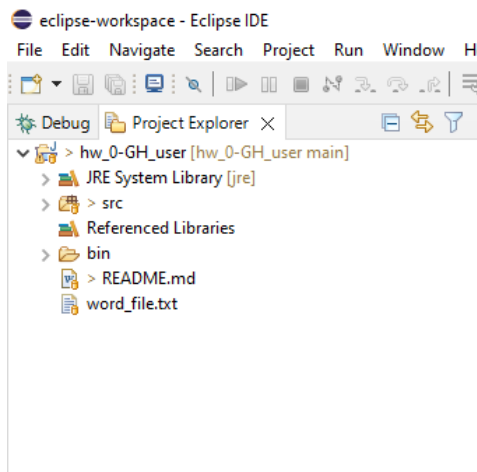 eclipse-workspace - Eclipse IDE
File Edit Navigate Search Project Run Window H
Debug Project Explorer
> hw_0-GH_user [hw_0-GH_user main]
JRE System Library [jre]
> src
Referenced Libraries
bin
> README.md
word_file.txt